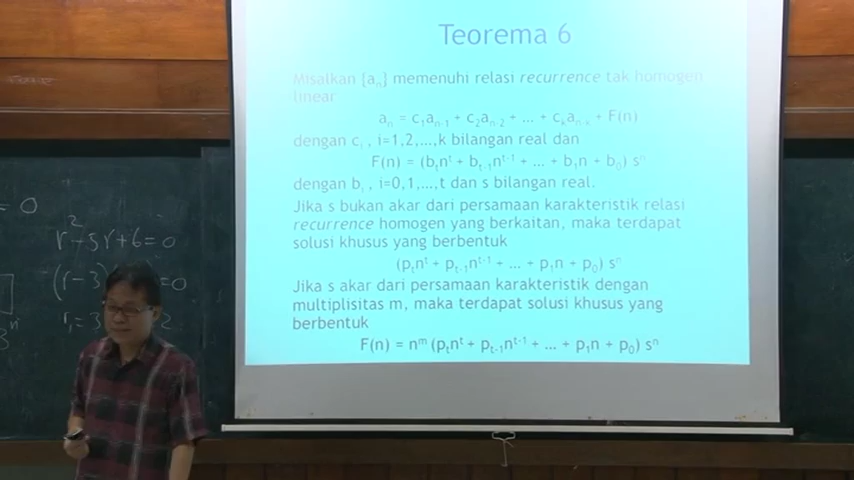 Teorema 6
Misalkan {aₙ} memenuhi relasi recurrence tak homogen
linear
aₙ = c₁aₙ₋₁ + c₂aₙ₋₂ + ... + cₖaₙ₋ₖ + F(n)
dengan cᵢ , i=1,2,...,k bilangan real dan
F(n) = (bₜnᵗ + bₜ₋₁nᵗ⁻¹ + ... + b₁n + b₀) sⁿ
dengan bᵢ , i=0,1,...,t dan s bilangan real.
Jika s bukan akar dari persamaan karakteristik relasi
recurrence homogen yang berkaitan, maka terdapat
solusi khusus yang berbentuk
(pₜnᵗ + pₜ₋₁nᵗ⁻¹ + ... + p₁n + p₀) sⁿ
Jika s akar dari persamaan karakteristik dengan
multiplisitas m, maka terdapat solusi khusus yang
berbentuk
F(n) = nᵐ (pₜnᵗ + pₜ₋₁nᵗ⁻¹ + ... + p₁n + p₀) sⁿ
= 0
r² - 5r + 6 = 0
(r - 3) = 0
r₁ = 3 2